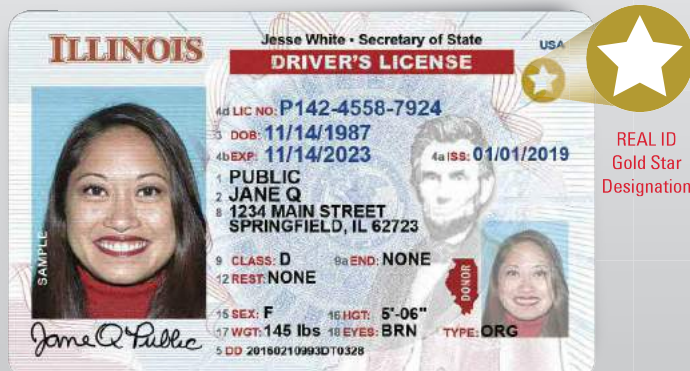 ILLINOIS
Jesse White • Secretary of State
USA
DRIVER'S LICENSE
4d LIC NO: P142-4558-7924
3 DOB: 11/14/1987
4b EXP: 11/14/2023
4a ISS: 01/01/2019
1 PUBLIC
2 JANE Q
8 1234 MAIN STREET
SPRINGFIELD, IL 62723
9 CLASS: D
9a END: NONE
12 REST: NONE
15 SEX: F
16 HGT: 5'-06"
17 WGT: 145 lbs
18 EYES: BRN
TYPE: ORG
5 DD 20160210993DT0328
SAMPLE
Jane Q Public
DONOR
REAL ID
Gold Star
Designation